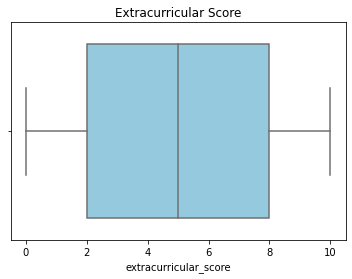 Extracurricular Score
0 2 4 6 8 10
extracurricular_score